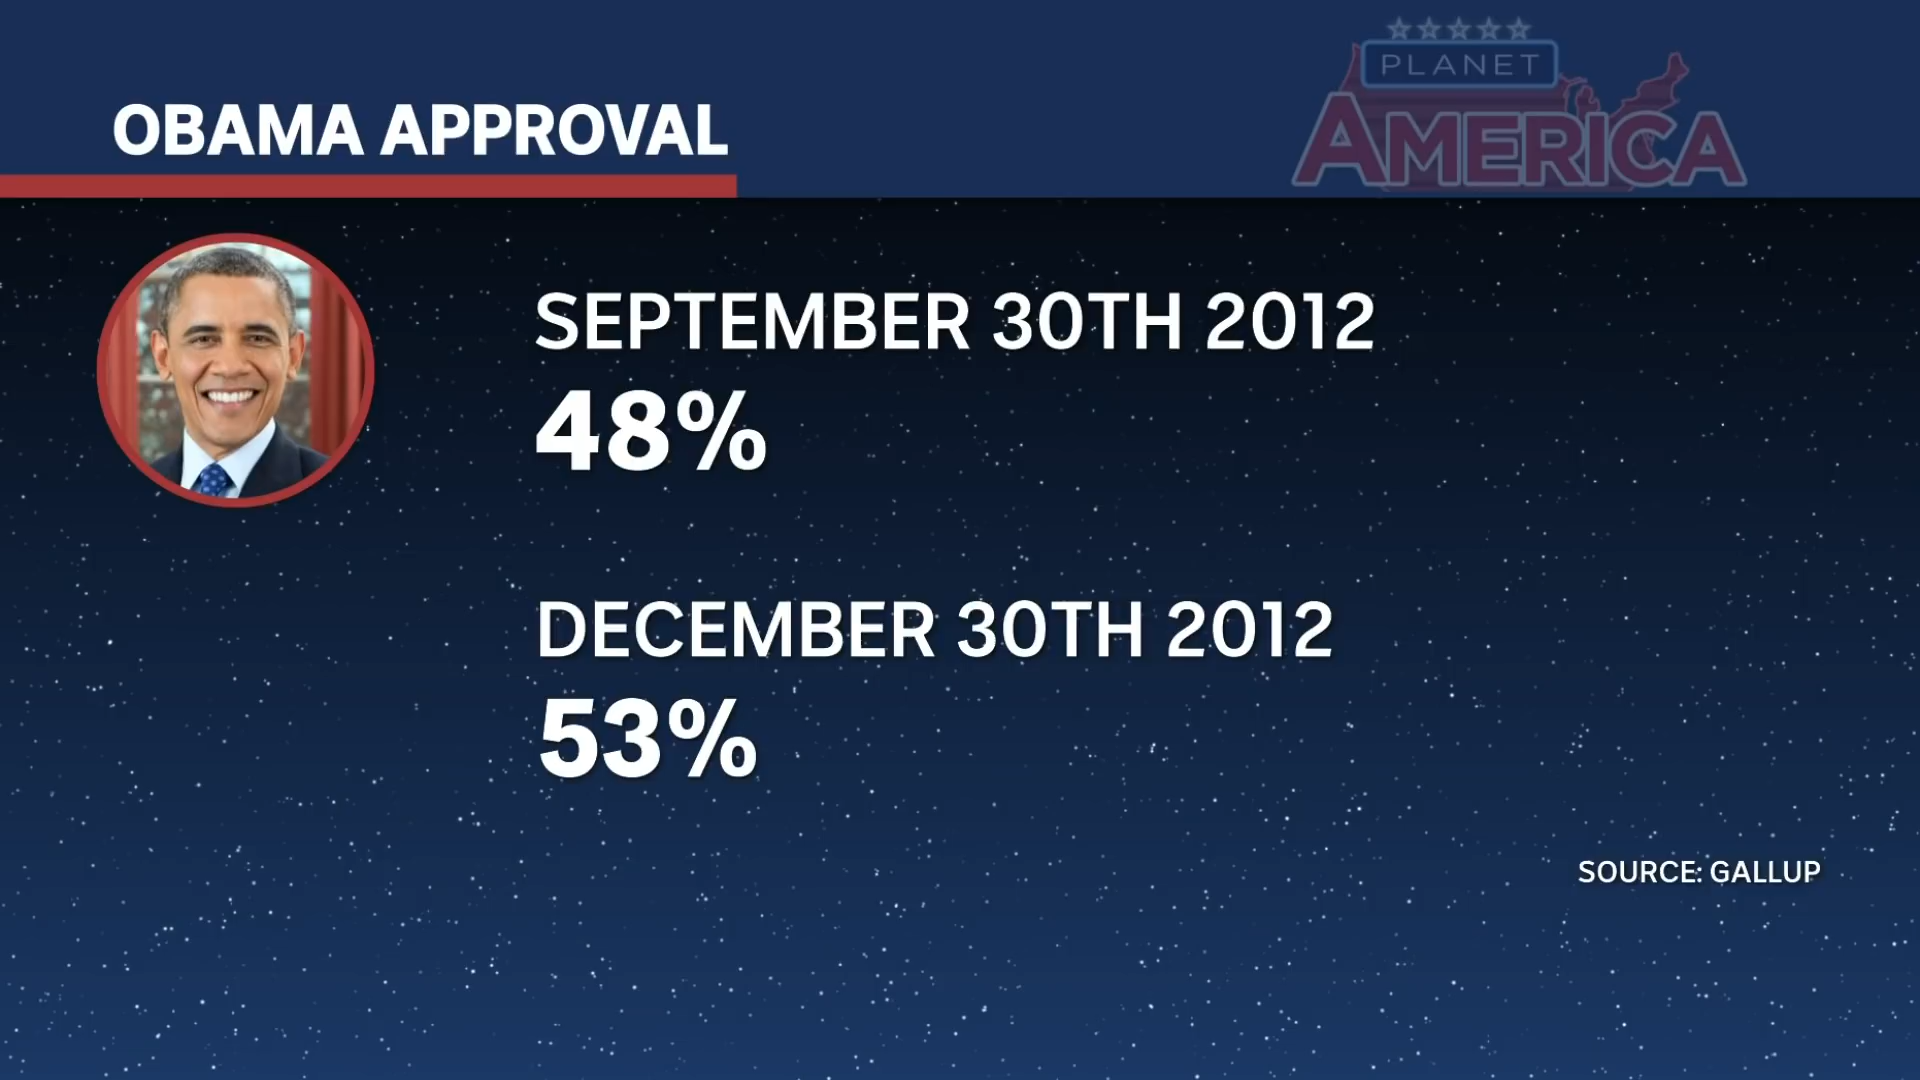 PLANET
AMERICA
OBAMA APPROVAL
SEPTEMBER 30TH 2012
48%
DECEMBER 30TH 2012
53%
SOURCE: GALLUP